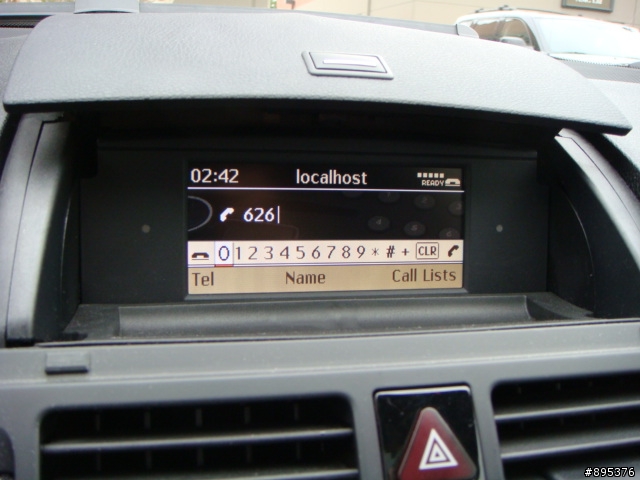 02:42 localhost READY
626
0 1 2 3 4 5 6 7 8 9 * # + CLR
Tel Name Call Lists
#895376